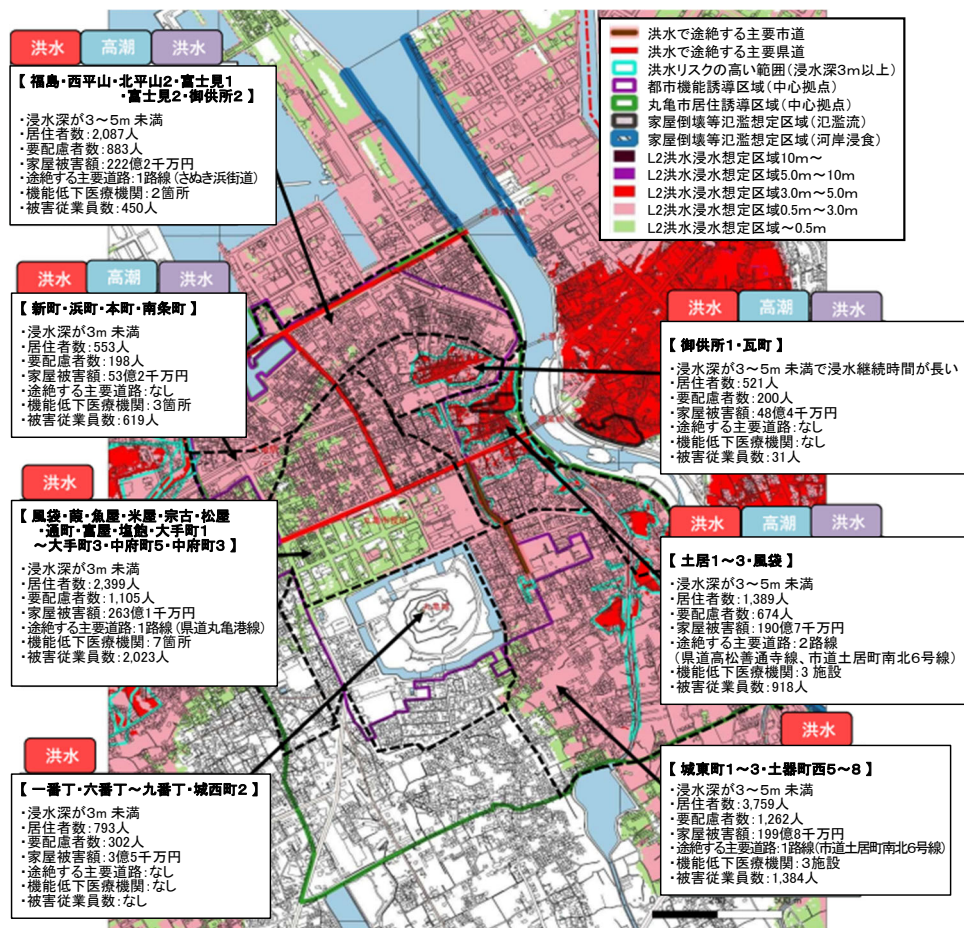 洪水 高潮 洪水
【 福島・西平山・北平山2・富士見1
・富士見2・御供所2 】
・浸水深が3～5m 未満
・居住者数:2,087人
・要配慮者数:883人
・家屋被害額:222億2千万円
・途絶する主要道路:1路線(さぬき浜街道)
・機能低下医療機関:2箇所
・被害従業員数:450人
洪水で途絶する主要市道
洪水で途絶する主要県道
洪水リスクの高い範囲(浸水深3m以上)
都市機能誘導区域(中心拠点)
丸亀市居住誘導区域(中心拠点)
家屋倒壊等氾濫想定区域(氾濫流)
家屋倒壊等氾濫想定区域(河岸浸食)
L2洪水浸水想定区域10m～
L2洪水浸水想定区域5.0m～10m
L2洪水浸水想定区域3.0m～5.0m
L2洪水浸水想定区域0.5m～3.0m
L2洪水浸水想定区域～0.5m
洪水 高潮 洪水
【 新町・浜町・本町・南条町 】
・浸水深が3m 未満
・居住者数:553人
・要配慮者数:198人
・家屋被害額:53億2千万円
・途絶する主要道路:なし
・機能低下医療機関:3箇所
・被害従業員数:619人
洪水 高潮 洪水
【 御供所1・瓦町 】
・浸水深が3～5m 未満で浸水継続時間が長い
・居住者数:521人
・要配慮者数:200人
・家屋被害額:48億4千万円
・途絶する主要道路:なし
・機能低下医療機関:なし
・被害従業員数:31人
洪水
【 風袋・葭・魚屋・米屋・宗古・松屋
・通町・富屋・塩飽・大手町1
～大手町3・中府町5・中府町3 】
・浸水深が3m 未満
・居住者数:2,399人
・要配慮者数:1,105人
・家屋被害額:263億1千万円
・途絶する主要道路:1路線(県道丸亀港線)
・機能低下医療機関:7箇所
・被害従業員数:2,023人
洪水 高潮 洪水
【 土居1～3・風袋 】
・浸水深が3～5m 未満
・居住者数:1,389人
・要配慮者数:674人
・家屋被害額:190億7千万円
・途絶する主要道路:2路線
(県道高松善通寺線、市道土居町南北6号線)
・機能低下医療機関:3 施設
・被害従業員数:918人
洪水
【 一番丁・六番丁～九番丁・城西町2 】
・浸水深が3m 未満
・居住者数:793人
・要配慮者数:302人
・家屋被害額:3億5千万円
・途絶する主要道路:なし
・機能低下医療機関:なし
・被害従業員数:なし
洪水
【 城東町1～3・土器町西5～8 】
・浸水深が3～5m 未満
・居住者数:3,759人
・要配慮者数:1,262人
・家屋被害額:199億8千万円
・途絶する主要道路:1路線(市道土居町南北6号線)
・機能低下医療機関:3施設
・被害従業員数:1,384人